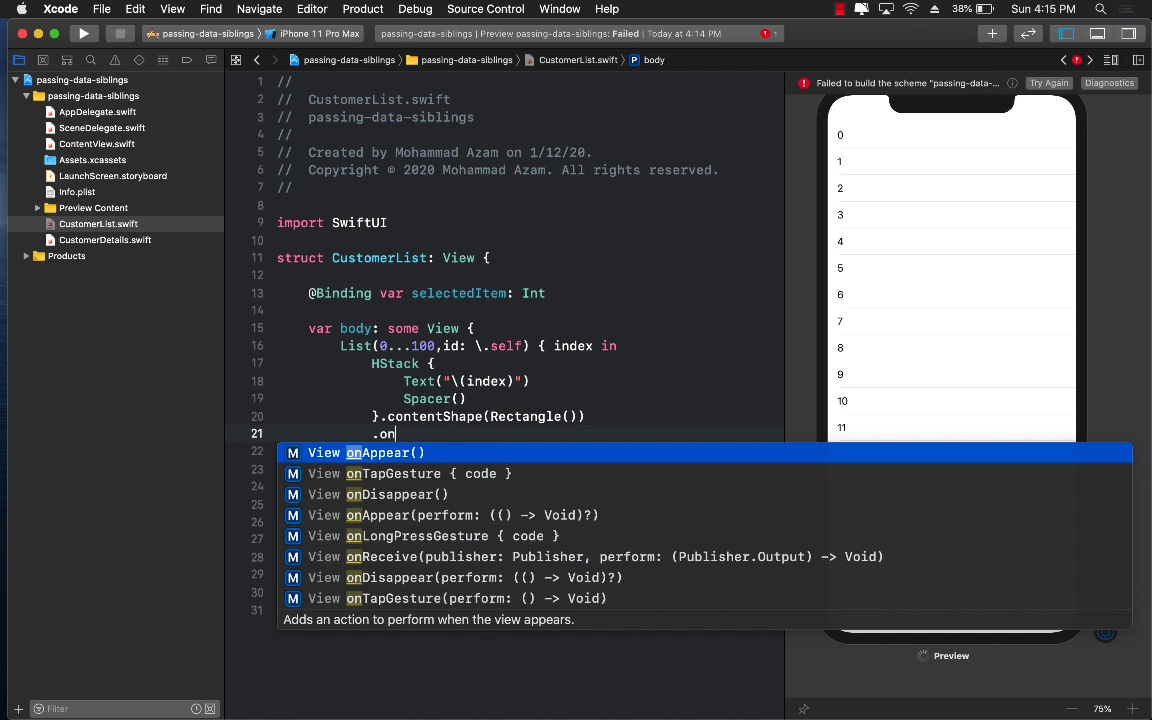 Xcode File Edit View Find Navigate Editor Product Debug Source Control Window Help 38% Sun 4:15 PM
passing-data-siblings iPhone 11 Pro Max passing-data-siblings | Preview passing-data-siblings: Failed | Today at 4:14 PM 1
passing-data-siblings
passing-data-siblings
AppDelegate.swift
SceneDelegate.swift
ContentView.swift
Assets.xcassets
LaunchScreen.storyboard
Info.plist
Preview Content
CustomerList.swift
CustomerDetails.swift
Products
Filter
passing-data-siblings passing-data-siblings CustomerList.swift P body
1 //
2 // CustomerList.swift
3 // passing-data-siblings
4 //
5 // Created by Mohammad Azam on 1/12/20.
6 // Copyright © 2020 Mohammad Azam. All rights reserved.
7 //
8
9 import SwiftUI
10
11 struct CustomerList: View {
12
13 @Binding var selectedItem: Int
14
15 var body: some View {
16 List(0...100,id: \.self) { index in
17 HStack {
18 Text("\(index)")
19 Spacer()
20 }.contentShape(Rectangle())
21 .on
22
23
24
25
26
27
28
29
30
31
M View onAppear()
M View onTapGesture { code }
M View onDisappear()
M View onAppear(perform: (() -> Void)?)
M View onLongPressGesture { code }
M View onReceive(publisher: Publisher, perform: (Publisher.Output) -> Void)
M View onDisappear(perform: (() -> Void)?)
M View onTapGesture(perform: () -> Void)
Adds an action to perform when the view appears.
Failed to build the scheme "passing-data-... Try Again Diagnostics
0
1
2
3
4
5
6
7
8
9
10
11
Preview
75%